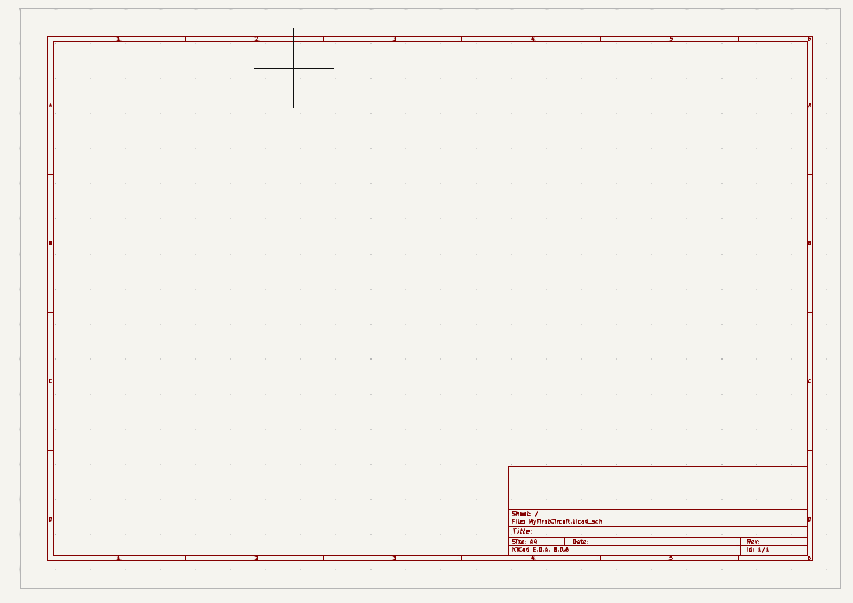 1 2 3 4 5 6
A A
B B
C C
D D
Sheet: /
File: MyFirstCircuit.kicad_sch
Title:
Size: A4 Date: Rev:
KiCad E.D.A. 8.0.6 Id: 1/1
1 2 3 4 5 6